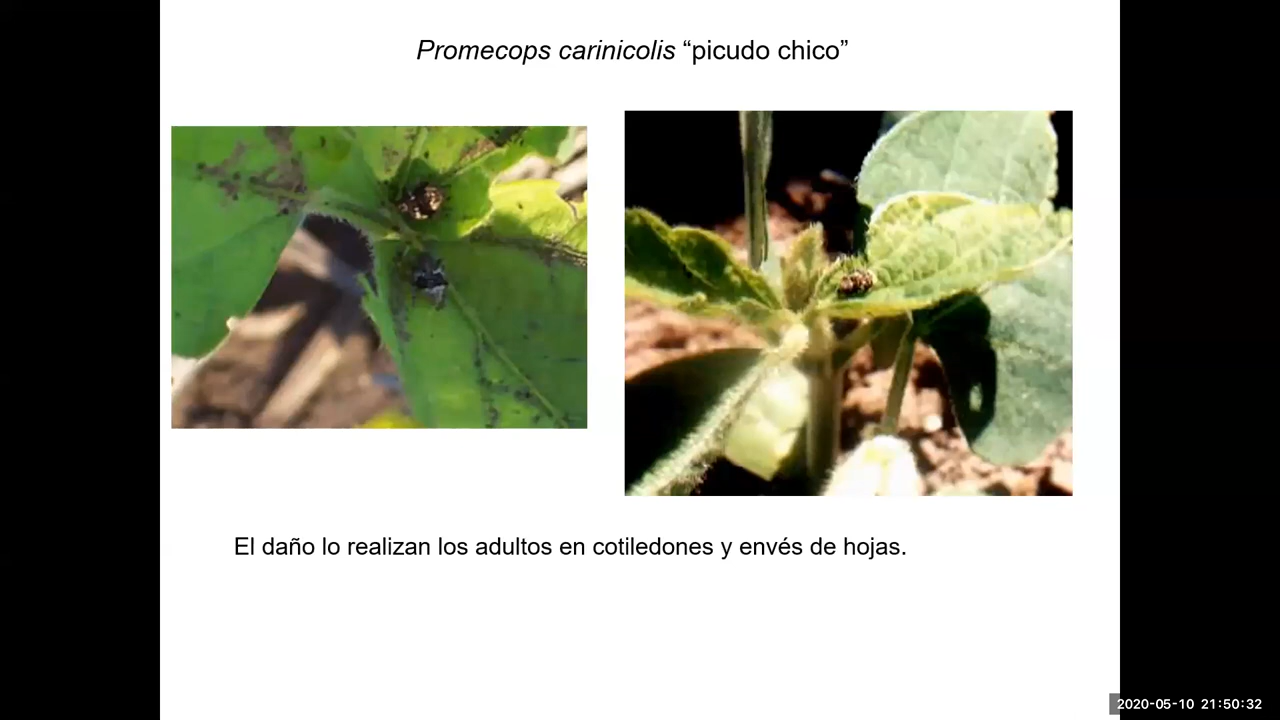 Promecops carinicolis “picudo chico”
El daño lo realizan los adultos en cotiledones y envés de hojas.
2020-05-10 21:50:32